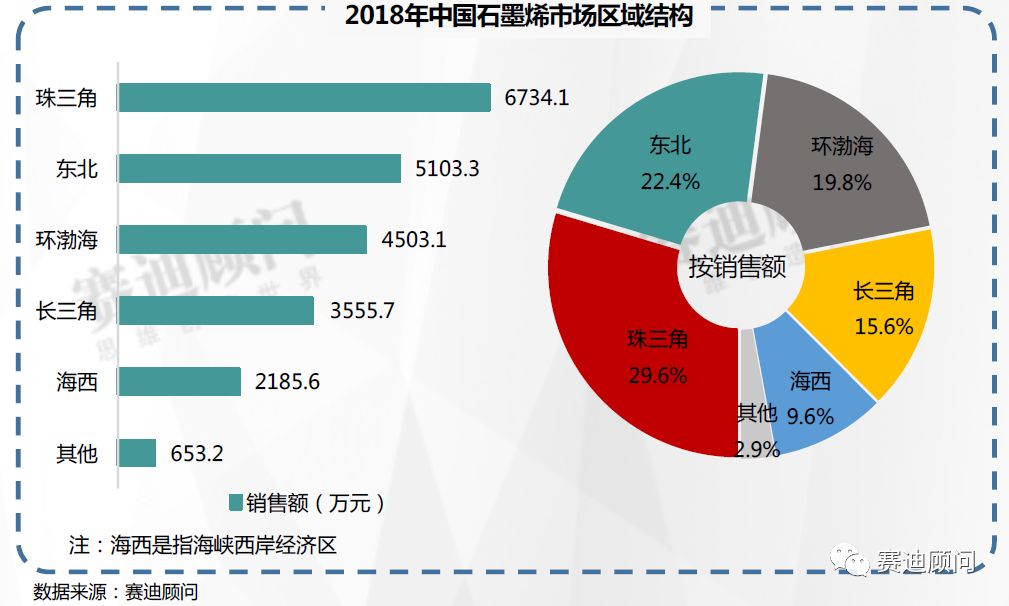 2018年中国石墨烯市场区域结构
珠三角 6734.1
东北 5103.3
环渤海 4503.1
长三角 3555.7
海西 2185.6
其他 653.2
销售额（万元）
东北
22.4%
环渤海
19.8%
长三角
15.6%
海西
9.6%
其他
2.9%
珠三角
29.6%
按销售额
赛迪顾问
注：海西是指海峡西岸经济区
赛迪顾问
数据来源：赛迪顾问